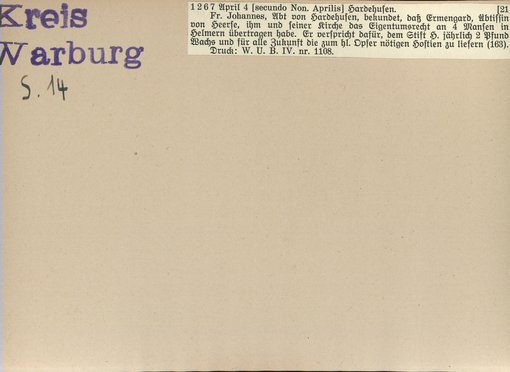 Kreis
Warburg
S. 14
1267 April 4 [secundo Non. Aprilis] Hardehusen. [21
Fr. Johannes, Abt von Hardehusen, bekundet, daß Ermengard, Äbtissin
von Heerse, ihm und seiner Kirche das Eigentumsrecht an 4 Mansen in
Helmern übertragen habe. Er verspricht dafür, dem Stift H. jährlich 2 Pfund
Wachs und für alle Zukunft die zum hl. Opfer nötigen Hostien zu liefern (163).
Druck: W. U. B. IV. nr. 1108.